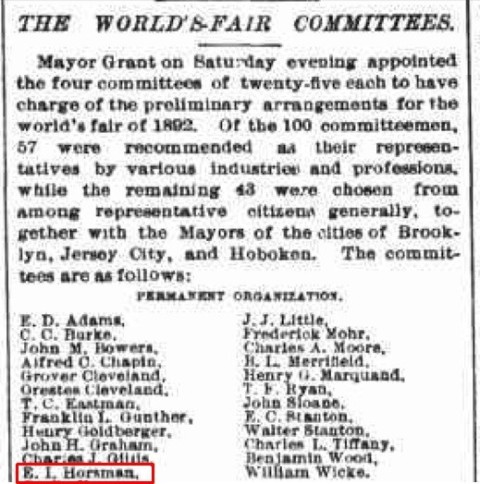 THE WORLD'S-FAIR COMMITTEES.
Mayor Grant on Saturday evening appointed
the four committees of twenty-five each to have
charge of the preliminary arrangements for the
world's fair of 1892. Of the 100 committeemen,
57 were recommended as their represen-
tatives by various industries and professions,
while the remaining 43 were chosen from
among representative citizens generally, to-
gether with the Mayors of the cities of Brook-
lyn, Jersey City, and Hoboken. The commit-
tees are as follows:
PERMANENT ORGANIZATION.
E. D. Adams,
C. C. Burke,
John M. Bowers,
Alfred C. Chapin,
Grover Cleveland,
Orestes Cleveland,
T. C. Eastman,
Franklin L. Gunther,
Henry Goldberger,
John H. Graham,
Charles J. Gillis,
E. I. Horsman,
J. J. Little,
Frederick Mohr,
Charles A. Moore,
B. L. Merrifield,
Henry G. Marquand,
T. F. Ryan,
John Sloane,
E. C. Stanton,
Walter Stanton,
Charles L. Tiffany,
Benjamin Wood,
William Wicke.